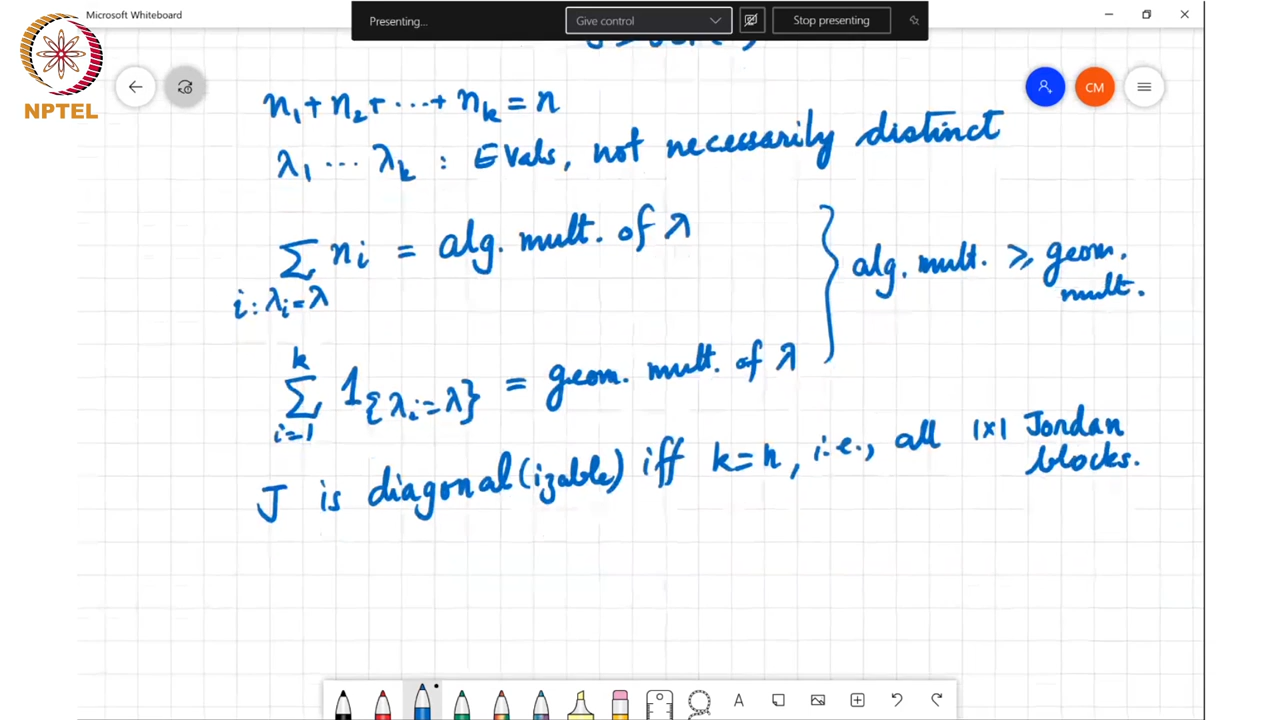 Microsoft Whiteboard
Presenting...
Give control
Stop presenting
NPTEL
CM
n₁ + n₂ + ⋯ + nₖ = n
λ₁ ⋯ λₖ : Evals, not necessarily distinct
∑ nᵢ = alg. mult. of λ
i : λᵢ = λ
alg. mult. ≥ geom. mult.
k
∑ 1{λᵢ = λ} = geom. mult. of λ
i=1
J is diagonal(izable) iff k = n, i.e., all 1×1 Jordan blocks.
A